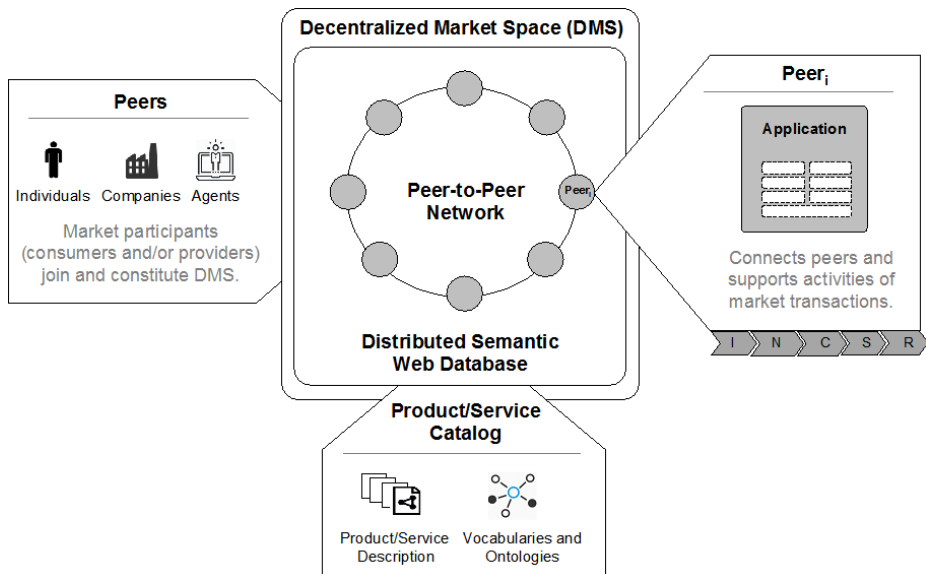 Decentralized Market Space (DMS)
Peers
Individuals Companies Agents
Market participants
(consumers and/or providers)
join and constitute DMS.
Peer-to-Peer
Network
Peeri
Distributed Semantic
Web Database
Peeri
Application
Connects peers and
supports activities of
market transactions.
I N C S R
Product/Service
Catalog
Product/Service
Description
Vocabularies and
Ontologies